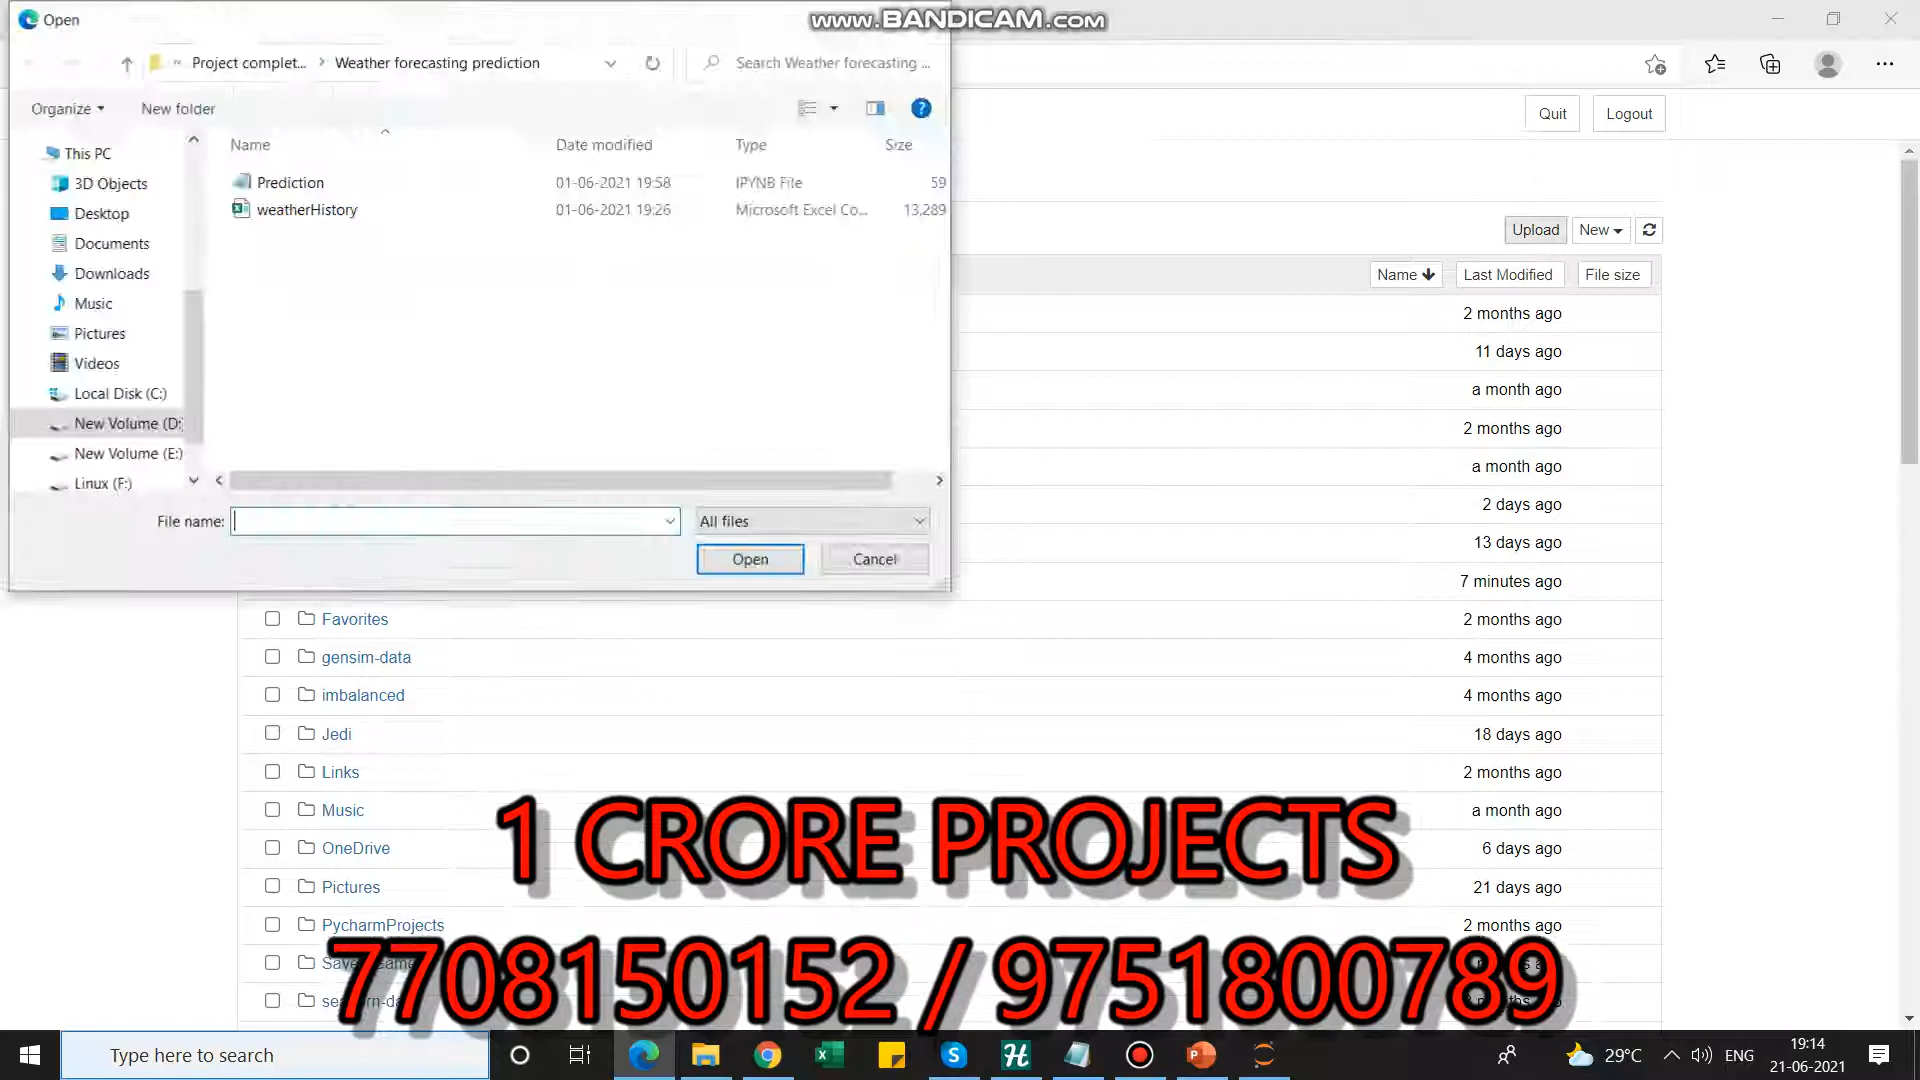 Open
www.BANDICAM.com
Project complet... > Weather forecasting prediction
Search Weather forecasting ...
Organize
New folder
Quit
Logout
This PC
3D Objects
Desktop
Documents
Downloads
Music
Pictures
Videos
Local Disk (C:)
New Volume (D:
New Volume (E:)
Linux (F:)
Name Date modified Type Size
Prediction 01-06-2021 19:58 IPYNB File 59
weatherHistory 01-06-2021 19:26 Microsoft Excel Co... 13,289
File name:
All files
Open
Cancel
Upload
New
Name
Last Modified
File size
2 months ago
11 days ago
a month ago
2 months ago
a month ago
2 days ago
13 days ago
7 minutes ago
Favorites 2 months ago
gensim-data 4 months ago
imbalanced 4 months ago
Jedi 18 days ago
Links 2 months ago
Music a month ago
OneDrive 6 days ago
Pictures 21 days ago
PycharmProjects 2 months ago
1 CRORE PROJECTS
7708150152 / 9751800789
Type here to search
29°C
ENG
19:14
21-06-2021